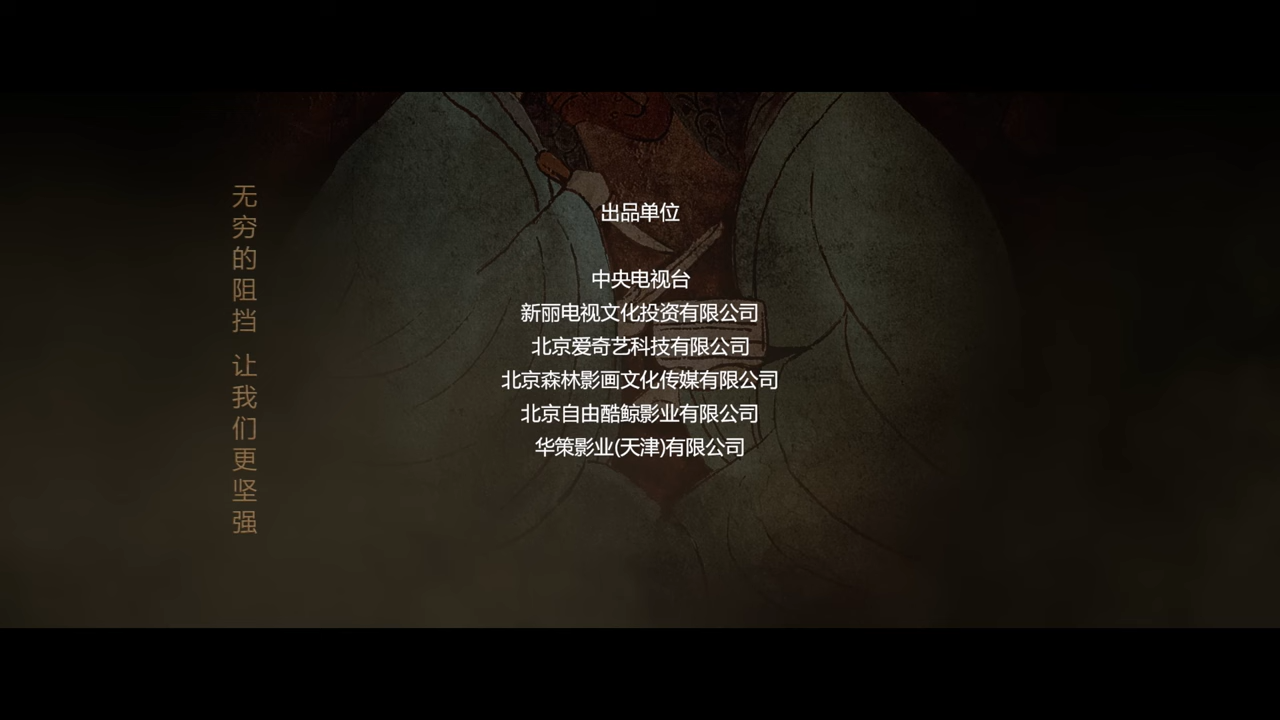 无穷的阻挡 让我们更坚强
出品单位
中央电视台
新丽电视文化投资有限公司
北京爱奇艺科技有限公司
北京森林影画文化传媒有限公司
北京自由酷鲸影业有限公司
华策影业(天津)有限公司